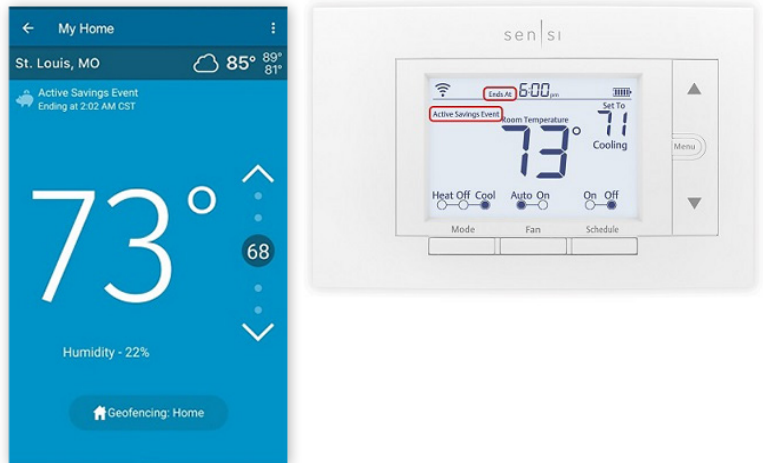 My Home
St. Louis, MO
85° 89° 81°
Active Savings Event
Ending at 2:02 AM CST
73°
68
Humidity - 22%
Geofencing: Home
sensi
Ends At 6:00 pm
Active Savings Event
Room Temperature
Set To
73°
71
Cooling
Menu
Heat Off Cool Auto On On Off
Mode Fan Schedule